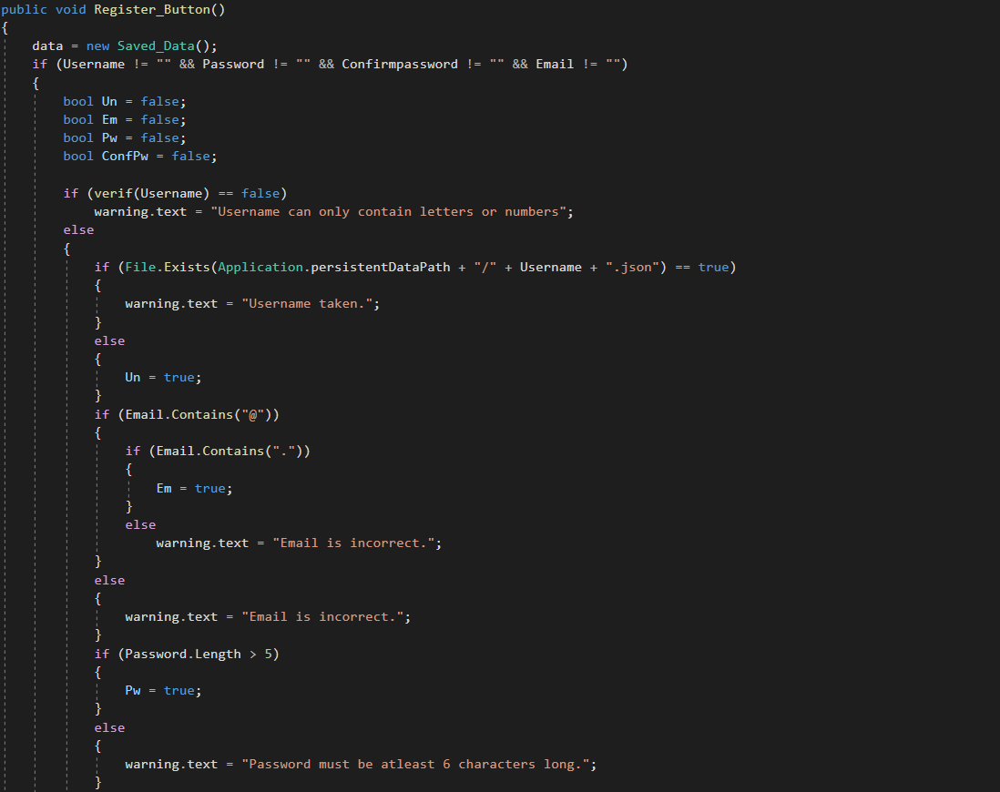 public void Register_Button()
{
    data = new Saved_Data();
    if (Username != "" && Password != "" && Confirmpassword != "" && Email != "")
    {
        bool Un = false;
        bool Em = false;
        bool Pw = false;
        bool ConfPw = false;

        if (verif(Username) == false)
            warning.text = "Username can only contain letters or numbers";
        else
        {
            if (File.Exists(Application.persistentDataPath + "/" + Username + ".json") == true)
            {
                warning.text = "Username taken.";
            }
            else
            {
                Un = true;
            }
            if (Email.Contains("@"))
            {
                if (Email.Contains("."))
                {
                    Em = true;
                }
                else
                    warning.text = "Email is incorrect.";
            }
            else
            {
                warning.text = "Email is incorrect.";
            }
            if (Password.Length > 5)
            {
                Pw = true;
            }
            else
            {
                warning.text = "Password must be atleast 6 characters long.";
            }